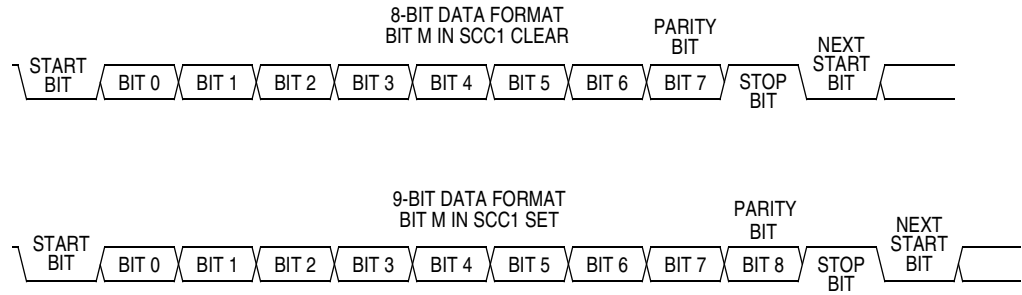 8-BIT DATA FORMAT
BIT M IN SCC1 CLEAR
PARITY
BIT
NEXT
START
BIT
START
BIT
BIT 0
BIT 1
BIT 2
BIT 3
BIT 4
BIT 5
BIT 6
BIT 7
STOP
BIT
9-BIT DATA FORMAT
BIT M IN SCC1 SET
PARITY
BIT
NEXT
START
BIT
START
BIT
BIT 0
BIT 1
BIT 2
BIT 3
BIT 4
BIT 5
BIT 6
BIT 7
BIT 8
STOP
BIT